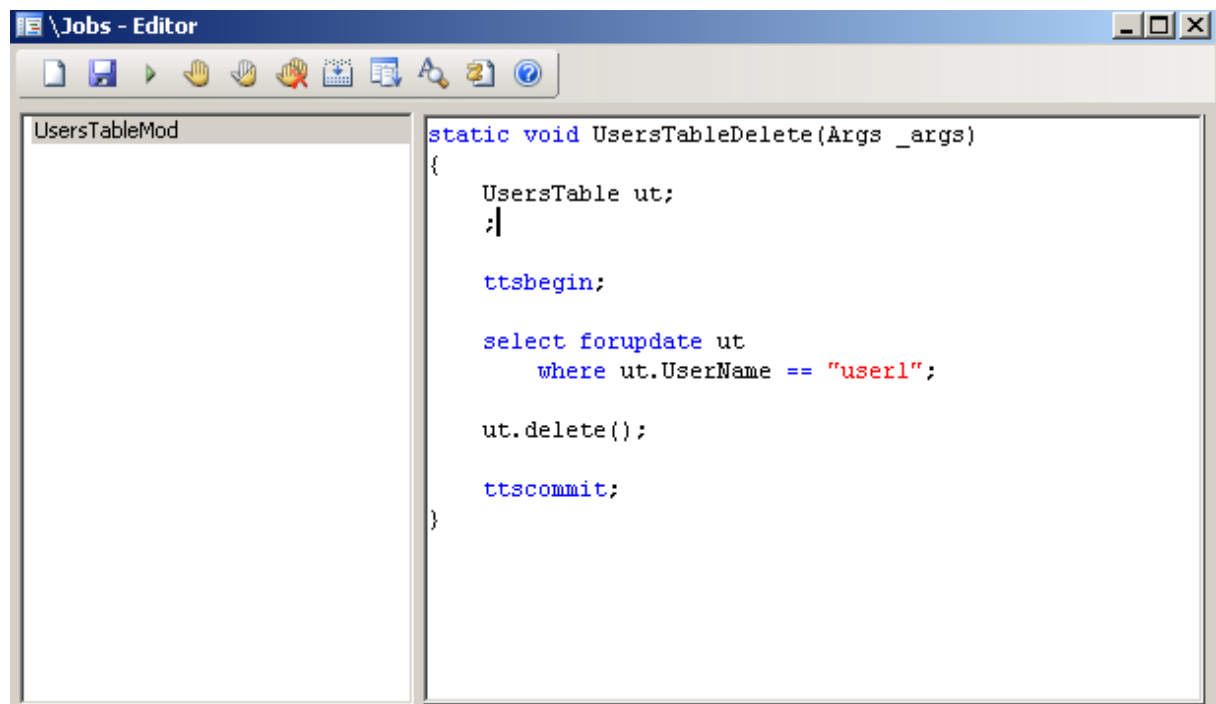 \Jobs - Editor
UsersTableMod
static void UsersTableDelete(Args _args)
{
    UsersTable ut;
    ;

    ttsbegin;

    select forupdate ut
        where ut.UserName == "user1";

    ut.delete();

    ttscommit;
}